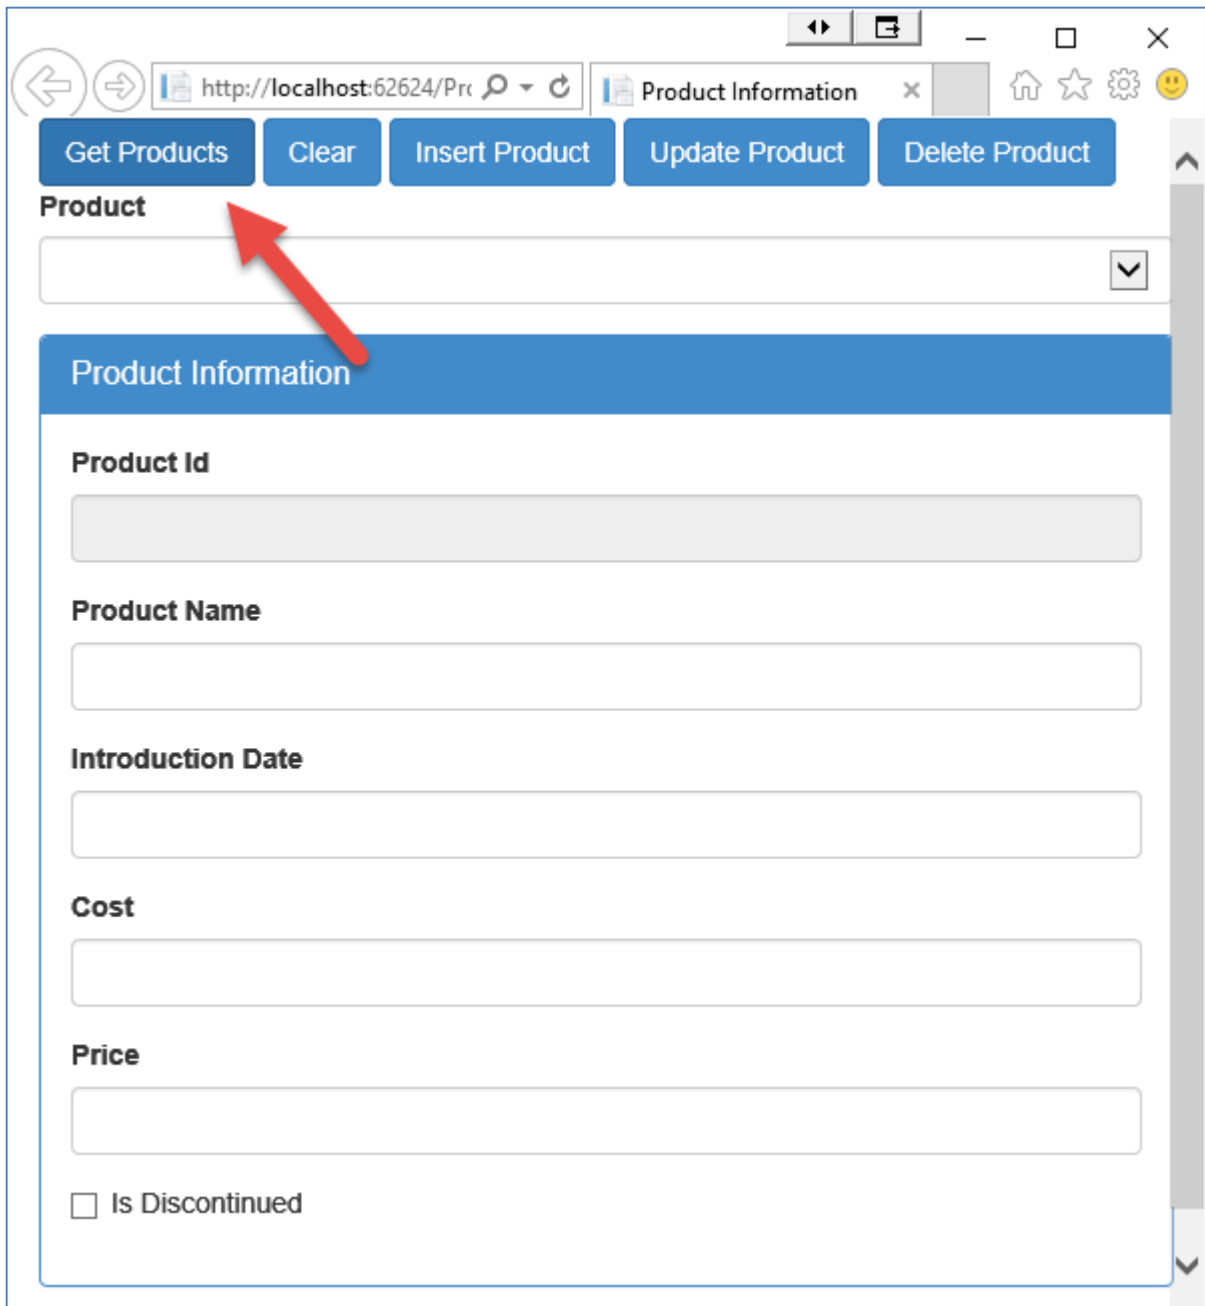 http://localhost:62624/Pro
Product Information
Get Products Clear Insert Product Update Product Delete Product
Product
Product Information
Product Id
Product Name
Introduction Date
Cost
Price
Is Discontinued